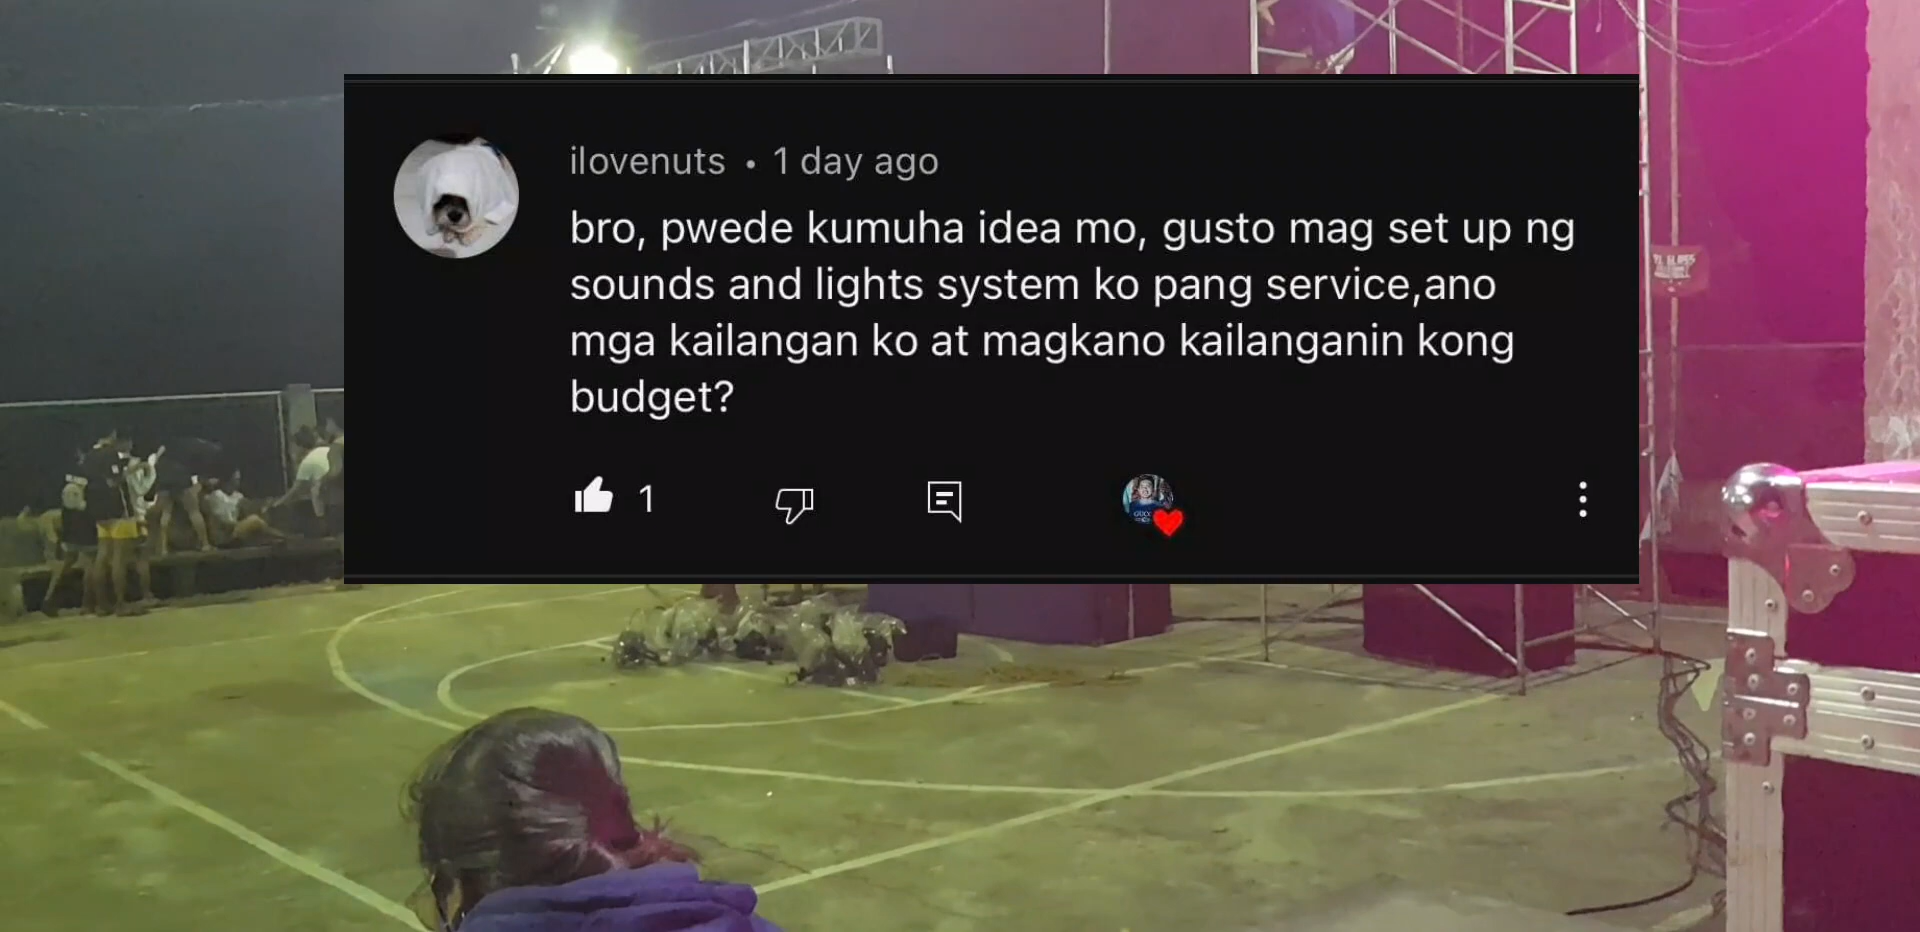 ilovenuts • 1 day ago
bro, pwede kumuha idea mo, gusto mag set up ng
sounds and lights system ko pang service,ano
mga kailangan ko at magkano kailanganin kong
budget?
1